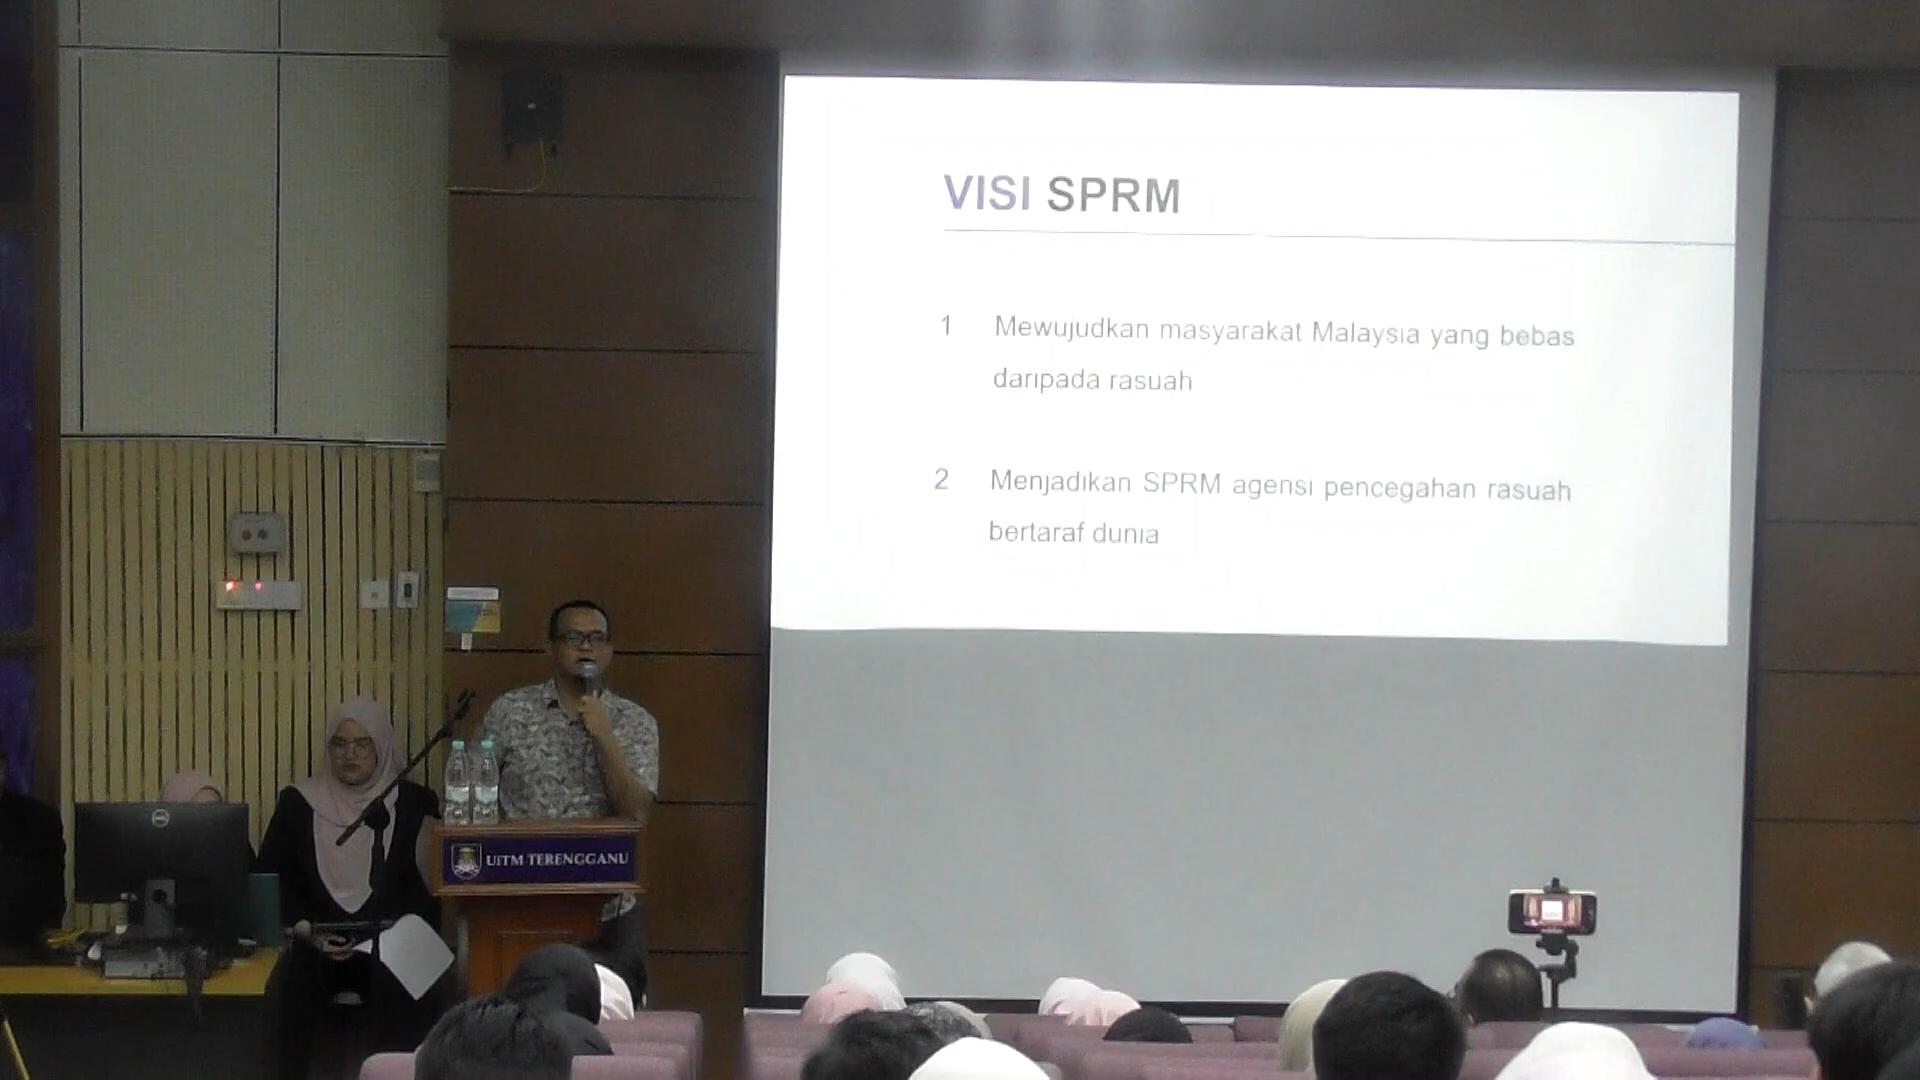 VISI SPRM
1 Mewujudkan masyarakat Malaysia yang bebas
daripada rasuah
2 Menjadikan SPRM agensi pencegahan rasuah
bertaraf dunia
UiTM TERENGGANU